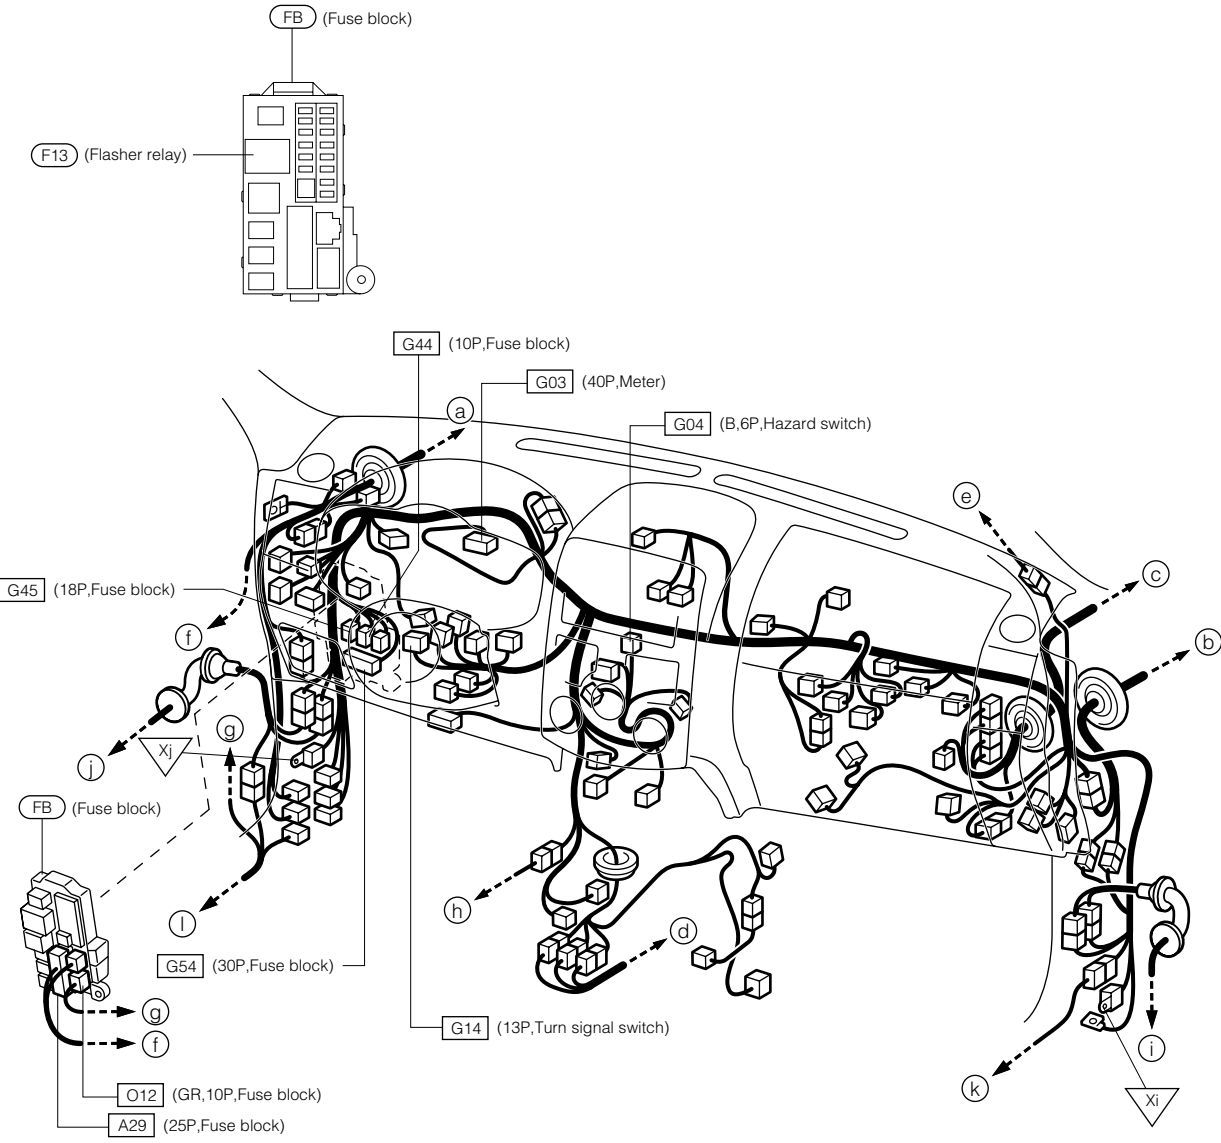 FB (Fuse block)
F13 (Flasher relay)
G44 (10P,Fuse block)
G03 (40P,Meter)
a
G04 (B,6P,Hazard switch)
e
c
G45 (18P,Fuse block)
f
b
g
Xj
j
FB (Fuse block)
h
l
d
G54 (30P,Fuse block)
g
G14 (13P,Turn signal switch)
f
i
k
O12 (GR,10P,Fuse block)
Xi
A29 (25P,Fuse block)